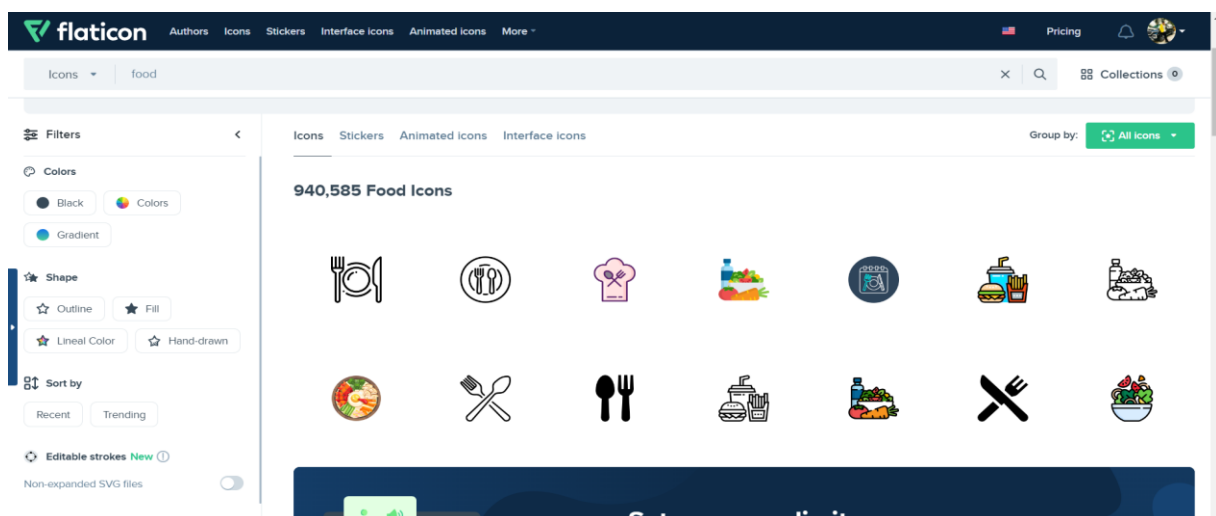 flaticon Authors Icons Stickers Interface icons Animated icons More Pricing
Icons food Collections 0
Filters
Icons Stickers Animated icons Interface icons Group by: All icons
Colors
Black Colors
Gradient
940,585 Food Icons
Shape
Outline Fill
Lineal Color Hand-drawn
Sort by
Recent Trending
Editable strokes New
Non-expanded SVG files